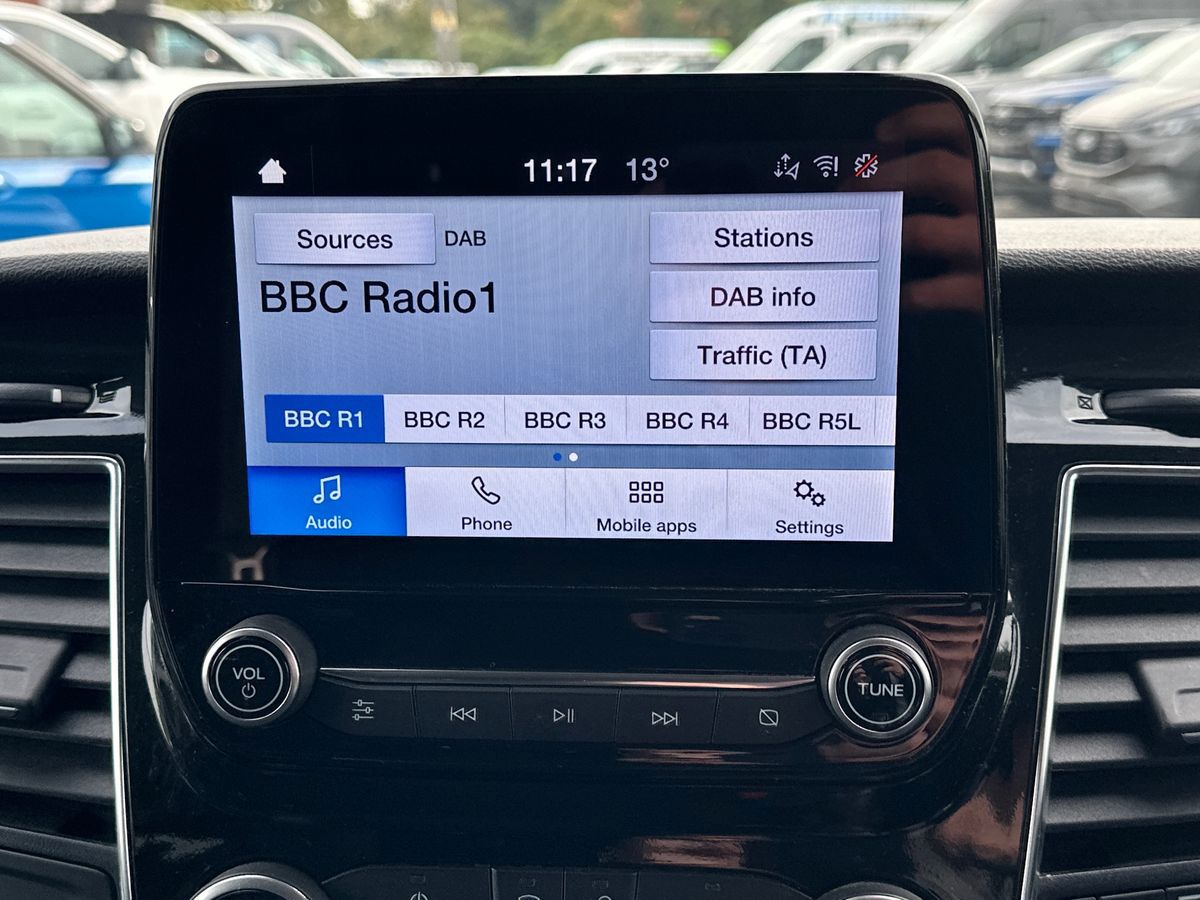 11:17 13°
Sources DAB Stations
BBC Radio1
DAB info
Traffic (TA)
BBC R1 BBC R2 BBC R3 BBC R4 BBC R5L
Audio Phone Mobile apps Settings
VOL
TUNE